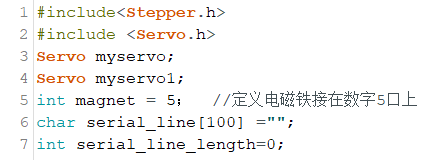 1 #include<Stepper.h>
2 #include <Servo.h>
3 Servo myservo;
4 Servo myservo1;
5 int magnet = 5;   //定义电磁铁接在数字5口上
6 char serial_line[100] ="";
7 int serial_line_length=0;